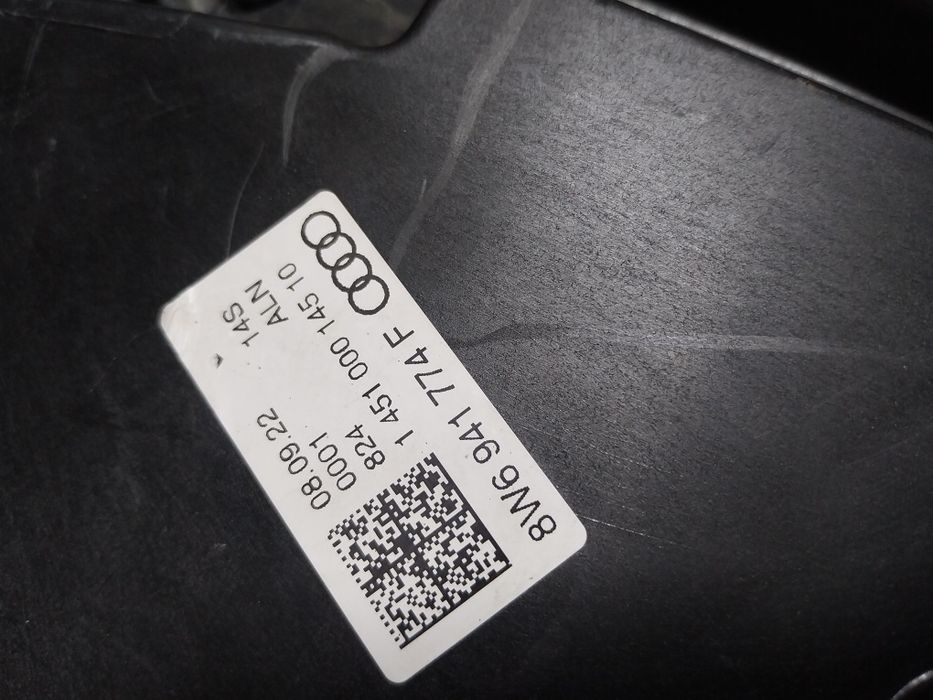 8W6 941 774 F
1 451 000 145 10
824 ALN
0001 14S
08.09.22